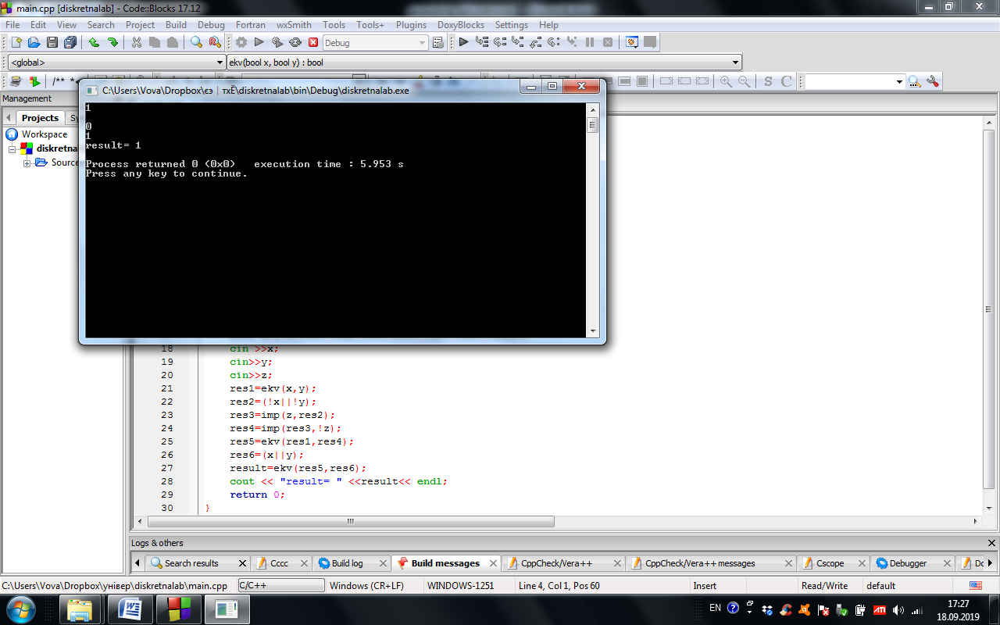 main.cpp [diskretnalab] - Code::Blocks 17.12
File Edit View Search Project Build Debug Fortran wxSmith Tools Tools+ Plugins DoxyBlocks Settings Help
Debug
<global>
ekv(bool x, bool y) : bool
/** *
S C
C:\Users\Vova\Dropbox\єэ | тхЁ\diskretnalab\bin\Debug\diskretnalab.exe
Management
Projects Sy
Workspace
diskretna
Source
1
0
1
result= 1
Process returned 0 (0x0) execution time : 5.953 s
Press any key to continue.
18 cin >>x;
19 cin>>y;
20 cin>>z;
21 res1=ekv(x,y);
22 res2=(!x||!y);
23 res3=imp(z,res2);
24 res4=imp(res3,!z);
25 res5=ekv(res1,res4);
26 res6=(x||y);
27 result=ekv(res5,res6);
28 cout << "result= " <<result<< endl;
29 return 0;
30 }
Logs & others
Search results Cccc Build log Build messages CppCheck/Vera++ CppCheck/Vera++ messages Cscope Debugger Do
C:\Users\Vova\Dropbox\універ\diskretnalab\main.cpp C/C++ Windows (CR+LF) WINDOWS-1251 Line 4, Col 1, Pos 60 Insert Read/Write default
EN
ATI
17:27
18.09.2019